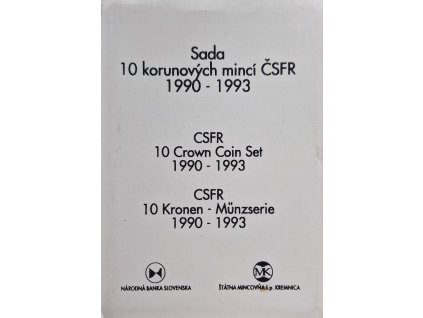 Sada
10 korunových mincí ČSFR
1990 - 1993
CSFR
10 Crown Coin Set
1990 - 1993
CSFR
10 Kronen - Münzserie
1990 - 1993
MK
NÁRODNÁ BANKA SLOVENSKA
ŠTÁTNA MINCOVŇA š.p. KREMNICA